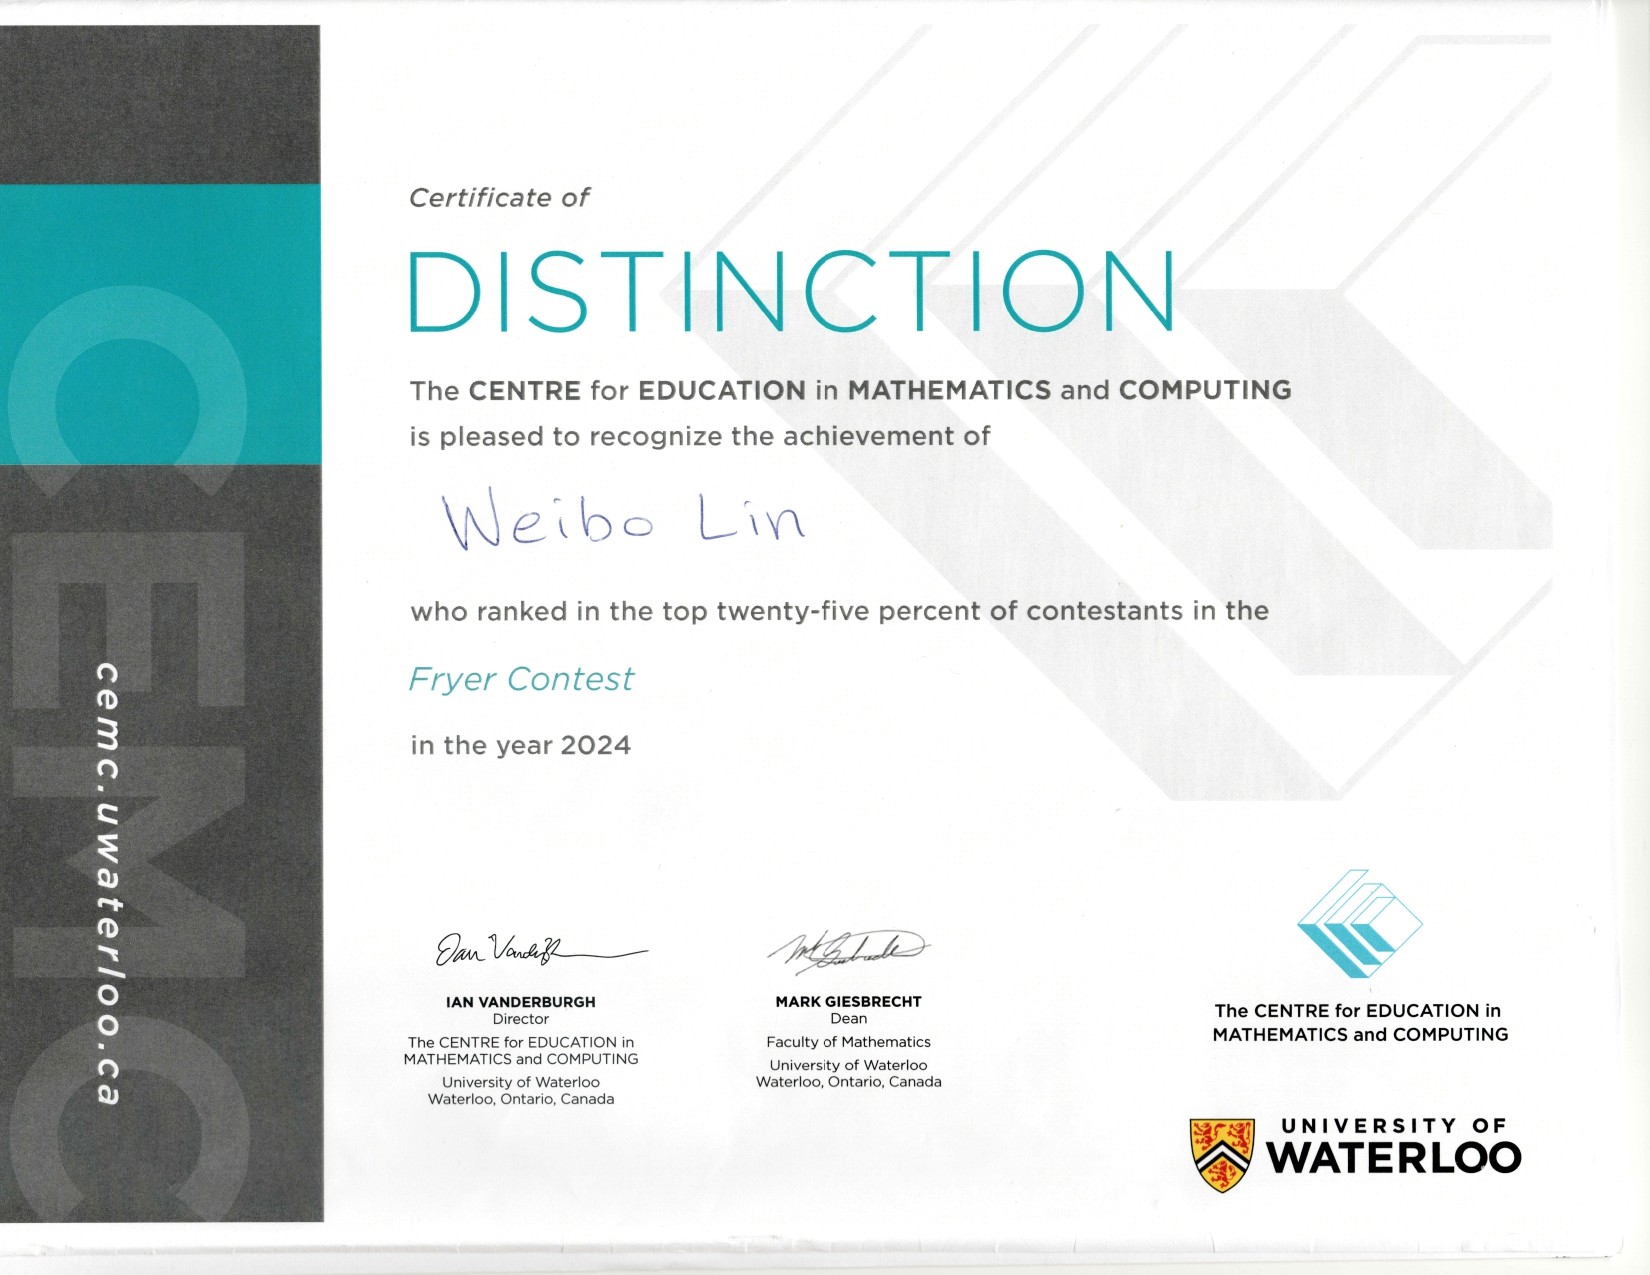 Certificate of
DISTINCTION
The CENTRE for EDUCATION in MATHEMATICS and COMPUTING
is pleased to recognize the achievement of
Weibo Lin
who ranked in the top twenty-five percent of contestants in the
Fryer Contest
in the year 2024
CEMC
cemc.uwaterloo.ca
IAN VANDERBURGH
Director
The CENTRE for EDUCATION in
MATHEMATICS and COMPUTING
University of Waterloo
Waterloo, Ontario, Canada
MARK GIESBRECHT
Dean
Faculty of Mathematics
University of Waterloo
Waterloo, Ontario, Canada
The CENTRE for EDUCATION in
MATHEMATICS and COMPUTING
UNIVERSITY OF
WATERLOO